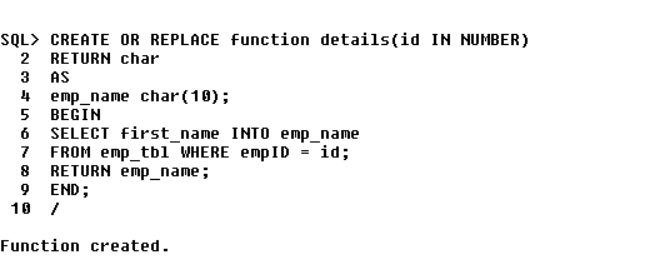 SQL> CREATE OR REPLACE function details(id IN NUMBER)
2 RETURN char
3 AS
4 emp_name char(10);
5 BEGIN
6 SELECT first_name INTO emp_name
7 FROM emp_tbl WHERE empID = id;
8 RETURN emp_name;
9 END;
10 /
Function created.